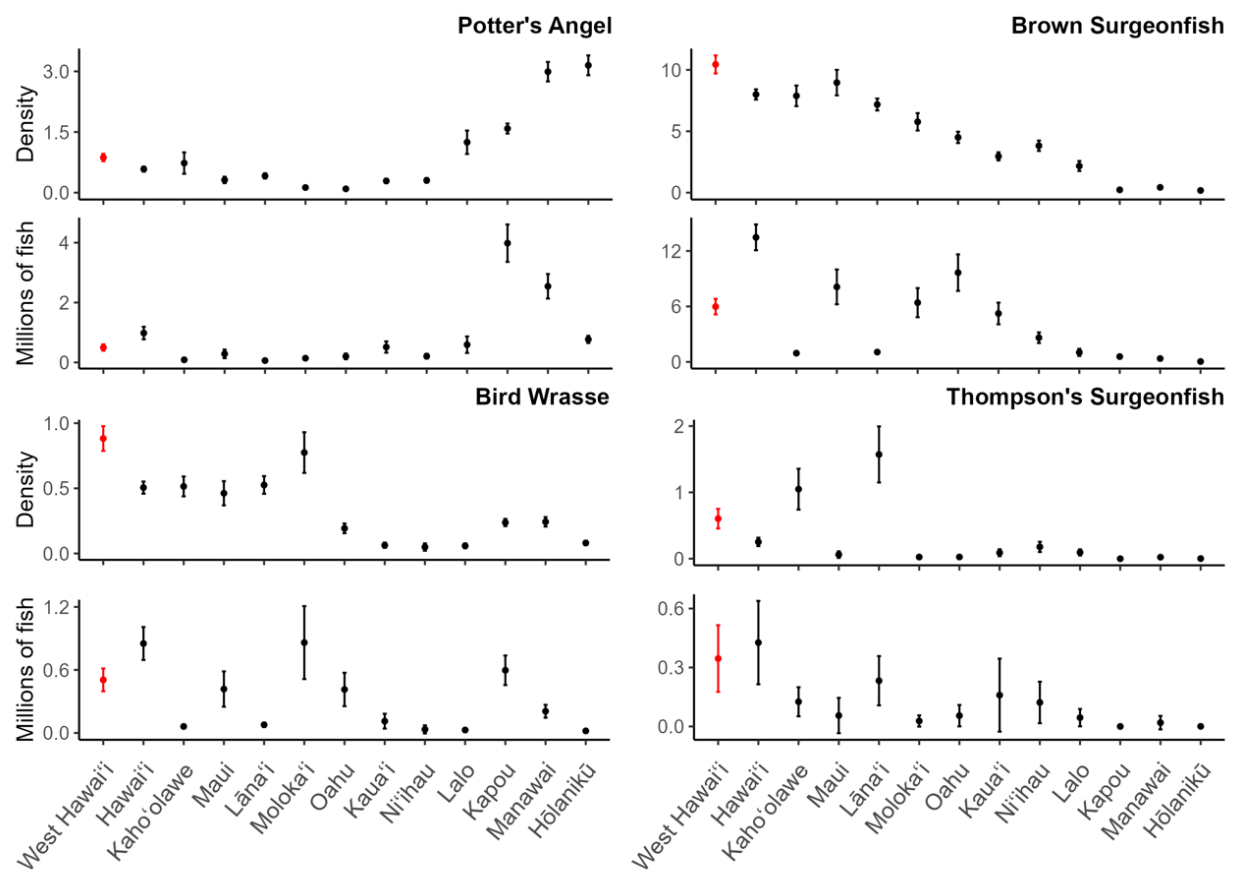 Potter's Angel
Density
3.0
1.5
0.0
Millions of fish
4
2
0
Brown Surgeonfish
10
5
0
12
6
0
Bird Wrasse
Density
1.0
0.5
0.0
Millions of fish
1.2
0.6
0.0
West Hawaiʻi
Hawaiʻi
Kahoʻolawe
Maui
Lānaʻi
Molokaʻi
Oahu
Kauaʻi
Niʻihau
Lalo
Kapou
Manawai
Hōlanikū
Thompson's Surgeonfish
2
1
0
0.6
0.3
0.0
West Hawaiʻi
Hawaiʻi
Kahoʻolawe
Maui
Lānaʻi
Molokaʻi
Oahu
Kauaʻi
Niʻihau
Lalo
Kapou
Manawai
Hōlanikū